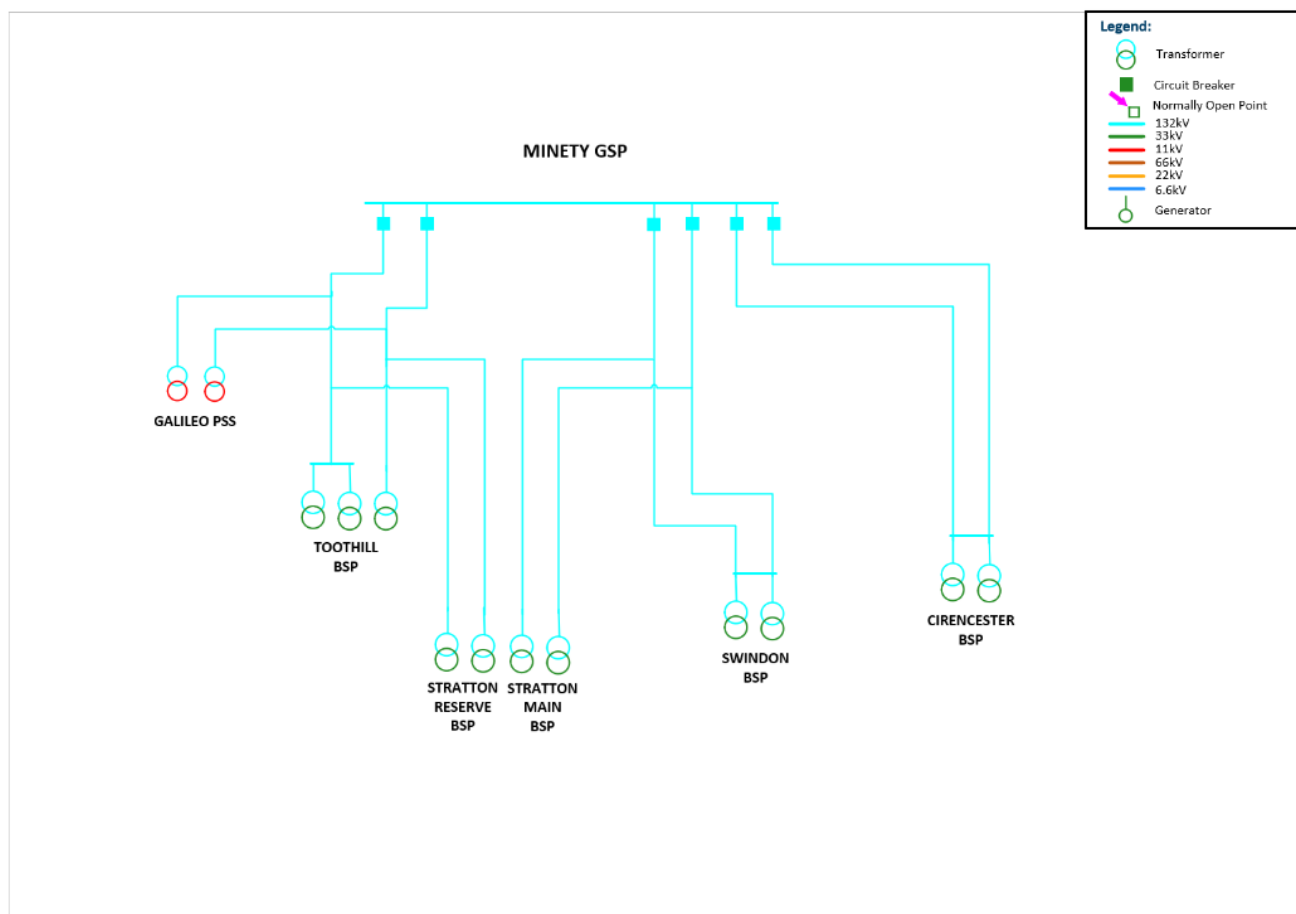 Legend:
Transformer
Circuit Breaker
Normally Open Point
132kV
33kV
11kV
66kV
22kV
6.6kV
Generator
MINETY GSP
GALILEO PSS
TOOTHILL
BSP
STRATTON
RESERVE
BSP
STRATTON
MAIN
BSP
SWINDON
BSP
CIRENCESTER
BSP